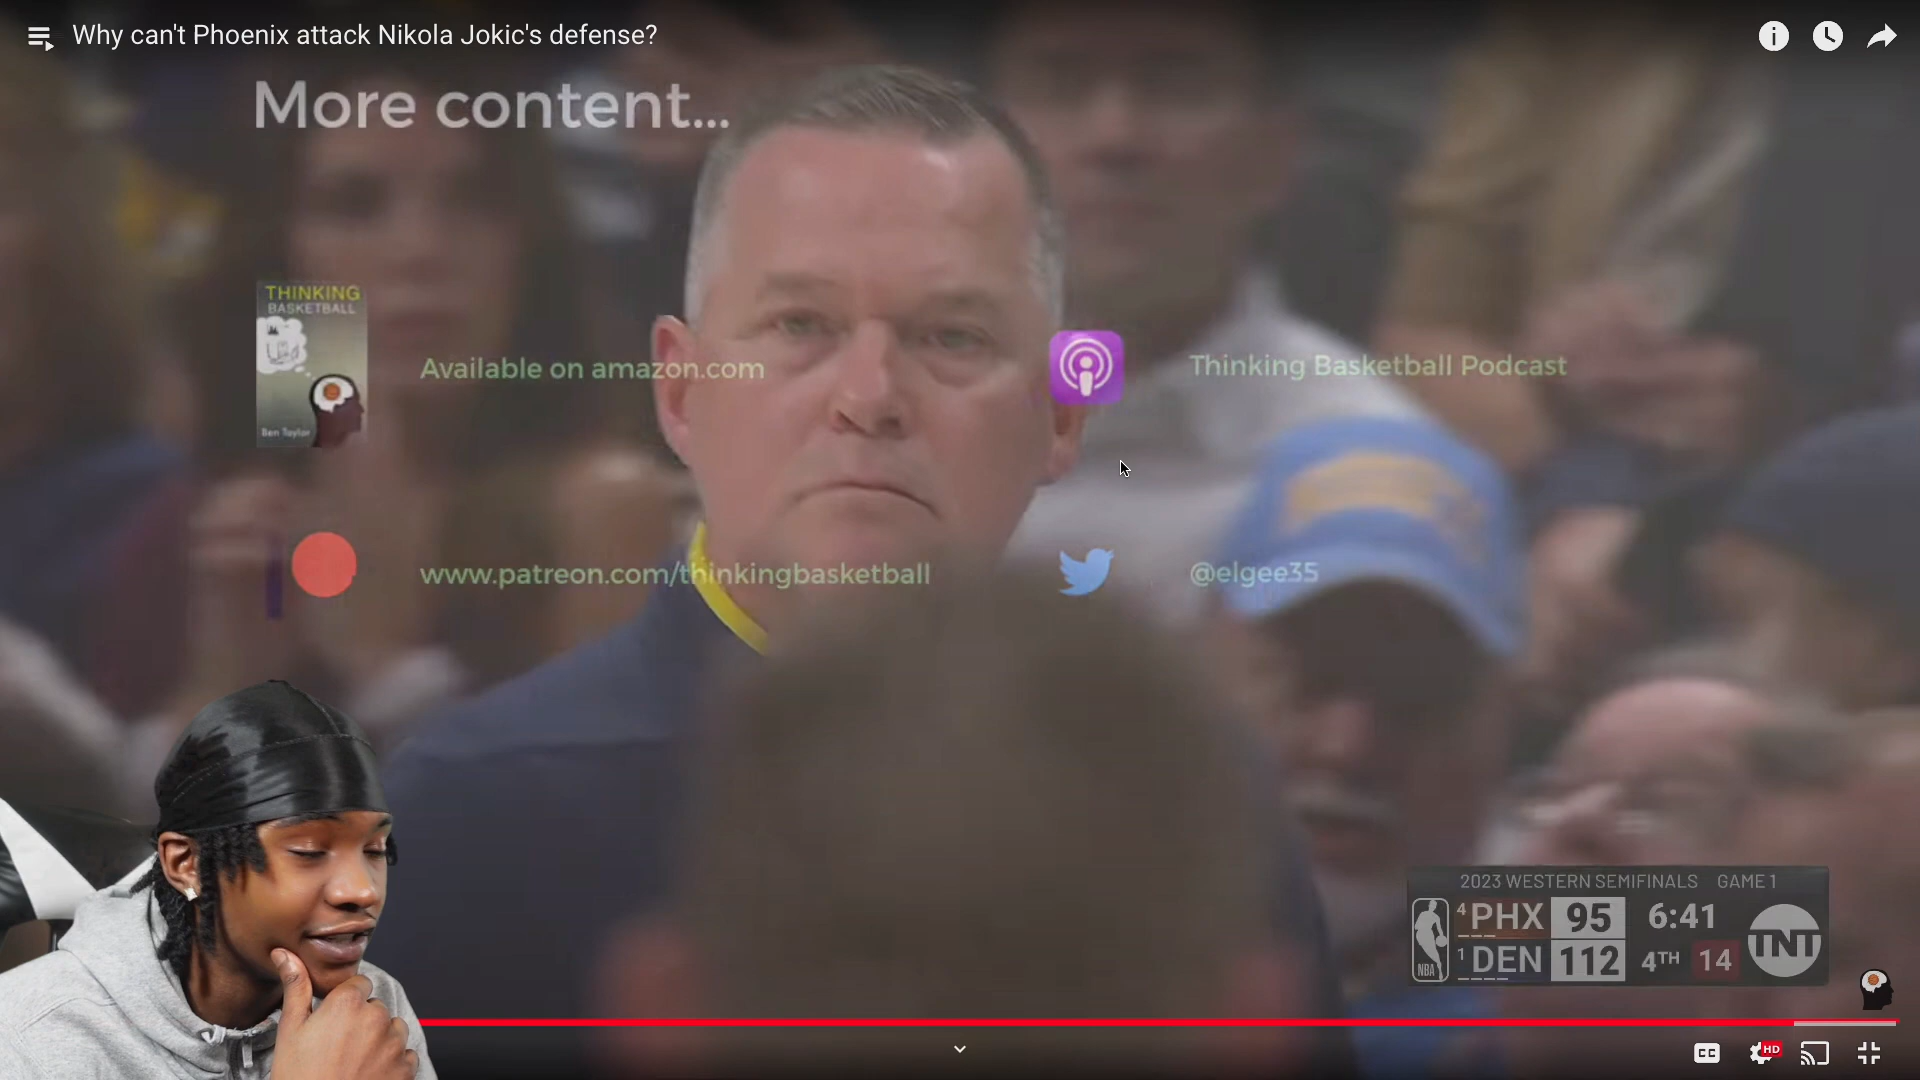 Why can't Phoenix attack Nikola Jokic's defense?
More content...
THINKING
BASKETBALL
Ben Taylor
Available on amazon.com
Thinking Basketball Podcast
www.patreon.com/thinkingbasketball
@elgee35
2023 WESTERN SEMIFINALS GAME 1
4 PHX 95 6:41
1 DEN 112 4TH 14
NBA
TNT
CC
HD